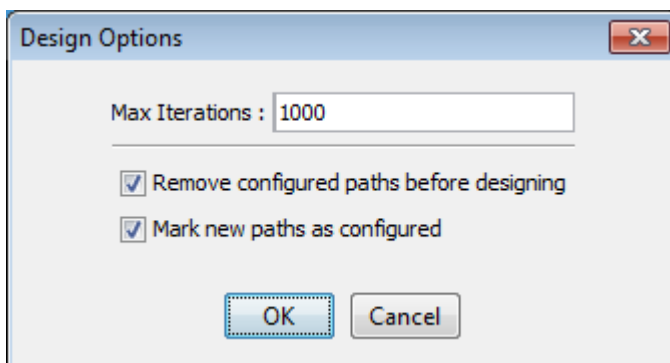 Design Options
Max Iterations : 1000
Remove configured paths before designing
Mark new paths as configured
OK Cancel